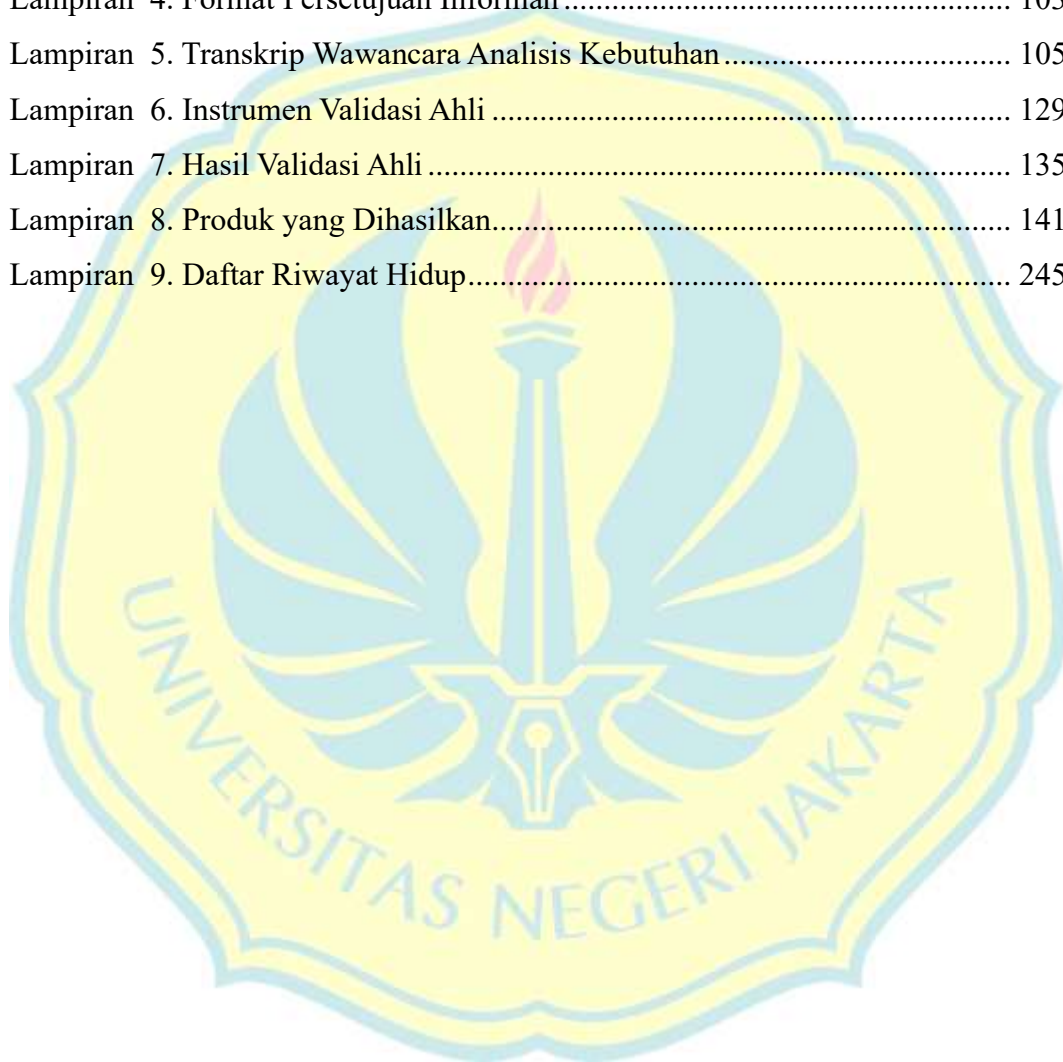 Lampiran 4. Format Persetujuan Informan........................................................ 103
Lampiran 5. Transkrip Wawancara Analisis Kebutuhan.................................... 105
Lampiran 6. Instrumen Validasi Ahli ................................................................. 129
Lampiran 7. Hasil Validasi Ahli ......................................................................... 135
Lampiran 8. Produk yang Dihasilkan................................................................. 141
Lampiran 9. Daftar Riwayat Hidup.................................................................... 245
UNIVERSITAS NEGERI JAKARTA